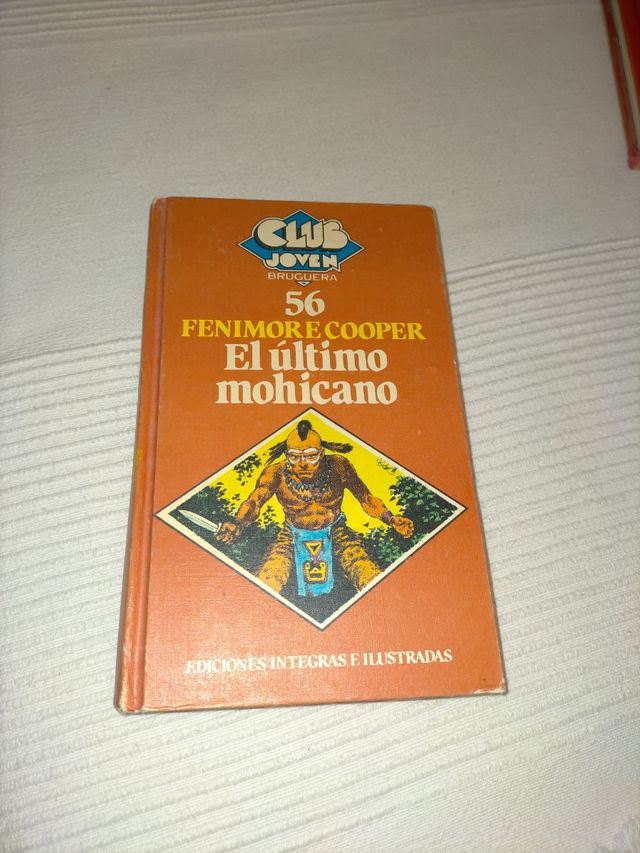 CLUB
JOVEN
BRUGUERA
56
FENIMORE COOPER
El último
mohicano
EDICIONES INTEGRAS E ILUSTRADAS